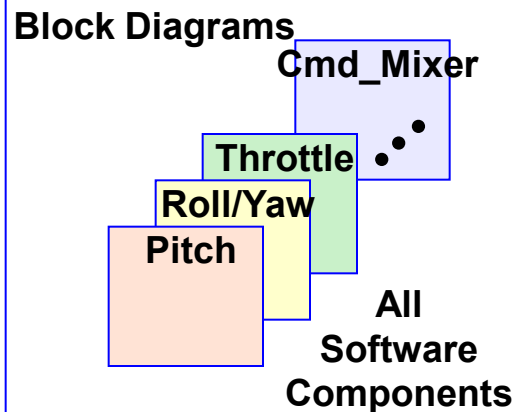 Block Diagrams
Cmd_Mixer
Throttle
Roll/Yaw
Pitch
All
Software
Components